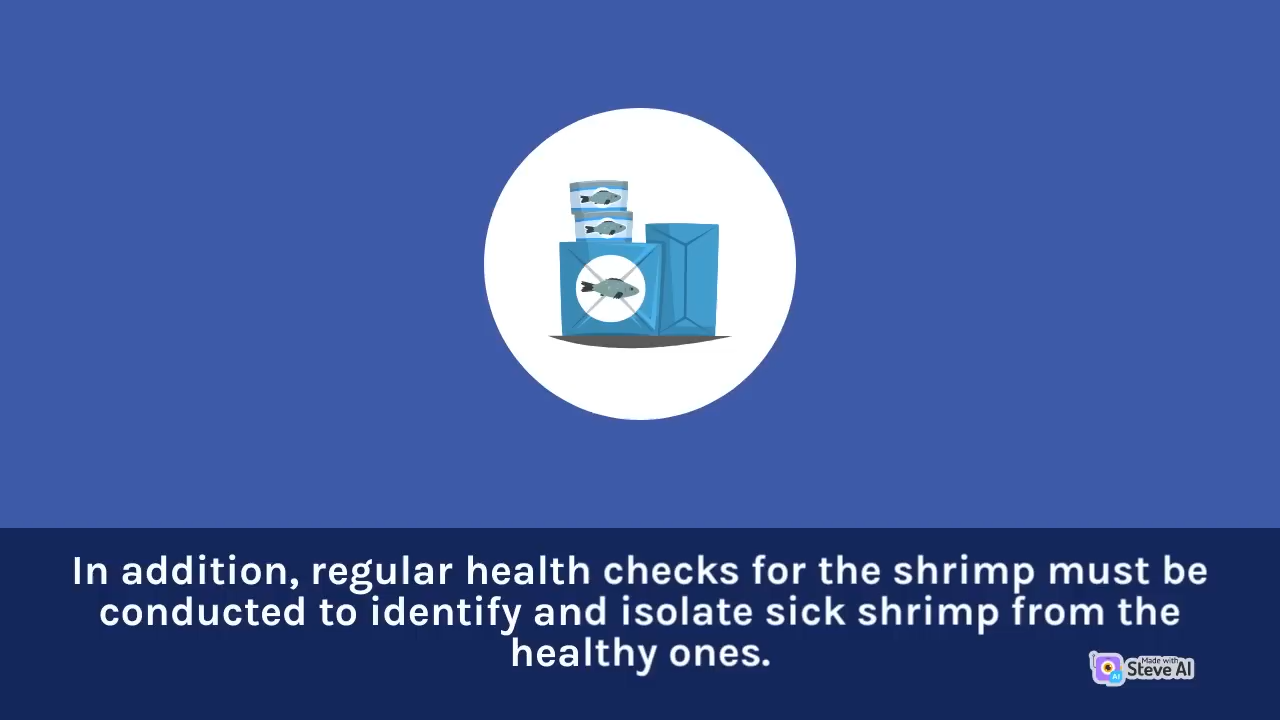 In addition, regular health checks for the shrimp must be
conducted to identify and isolate sick shrimp from the
healthy ones.
Made with
Steve AI
AI